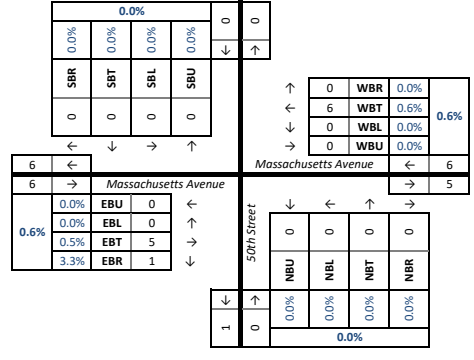 0.0%
0.0% 0.0% 0.0% 0.0% 0 0
↓ ↑
SBR SBT SBL SBU
0 0 0 0
← ↓ → ↑
↑ 0 WBR 0.0%
← 6 WBT 0.6% 0.6%
↓ 0 WBL 0.0%
→ 0 WBU 0.0%
6 ← Massachusetts Avenue ← 6
6 → Massachusetts Avenue → 5
0.6%
0.0% EBU 0 ←
0.0% EBL 0 ↑
0.5% EBT 5 →
3.3% EBR 1 ↓
50th Street
↓ ← ↑ →
0 0 0 0
NBU NBL NBT NBR
↓ ↑
1 0 0.0% 0.0% 0.0% 0.0%
0.0%